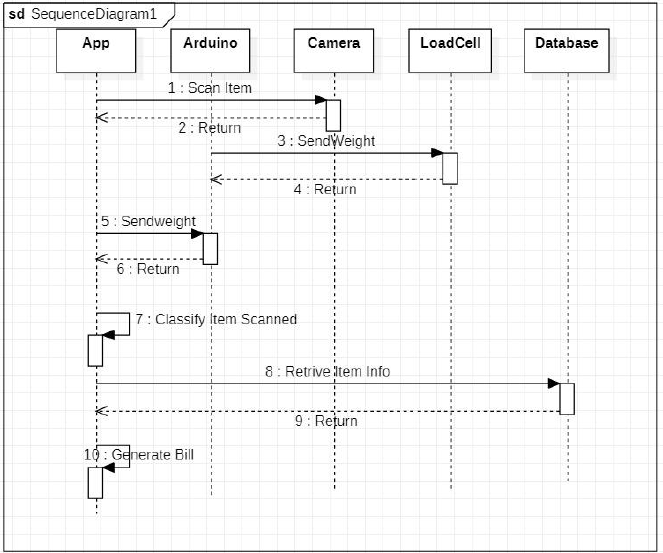 sd SequenceDiagram1
App Arduino Camera LoadCell Database
1 : Scan Item
2 : Return
3 : SendWeight
4 : Return
5 : Sendweight
6 : Return
7 : Classify Item Scanned
8 : Retrive Item Info
9 : Return
10 : Generate Bill